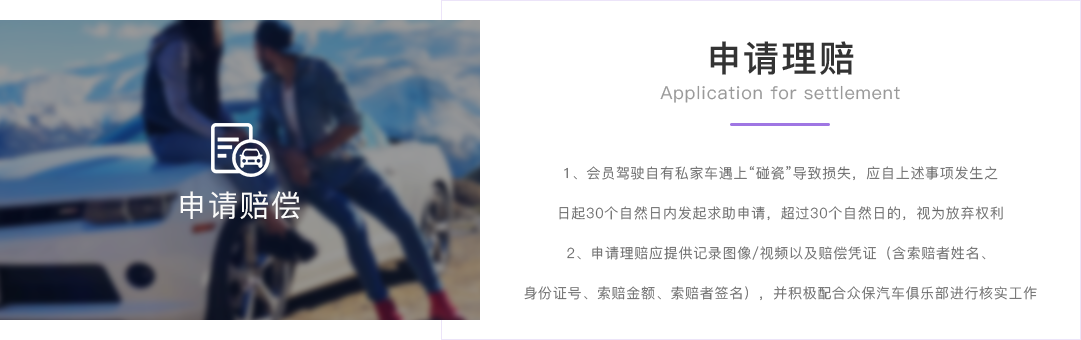 申请赔偿
申请理赔
Application for settlement
1、会员驾驶自有私家车遇上“碰瓷”导致损失，应自上述事项发生之
日起30个自然日内发起求助申请，超过30个自然日的，视为放弃权利
2、申请理赔应提供记录图像/视频以及赔偿凭证（含索赔者姓名、
身份证号、索赔金额、索赔者签名），并积极配合众保汽车俱乐部进行核实工作